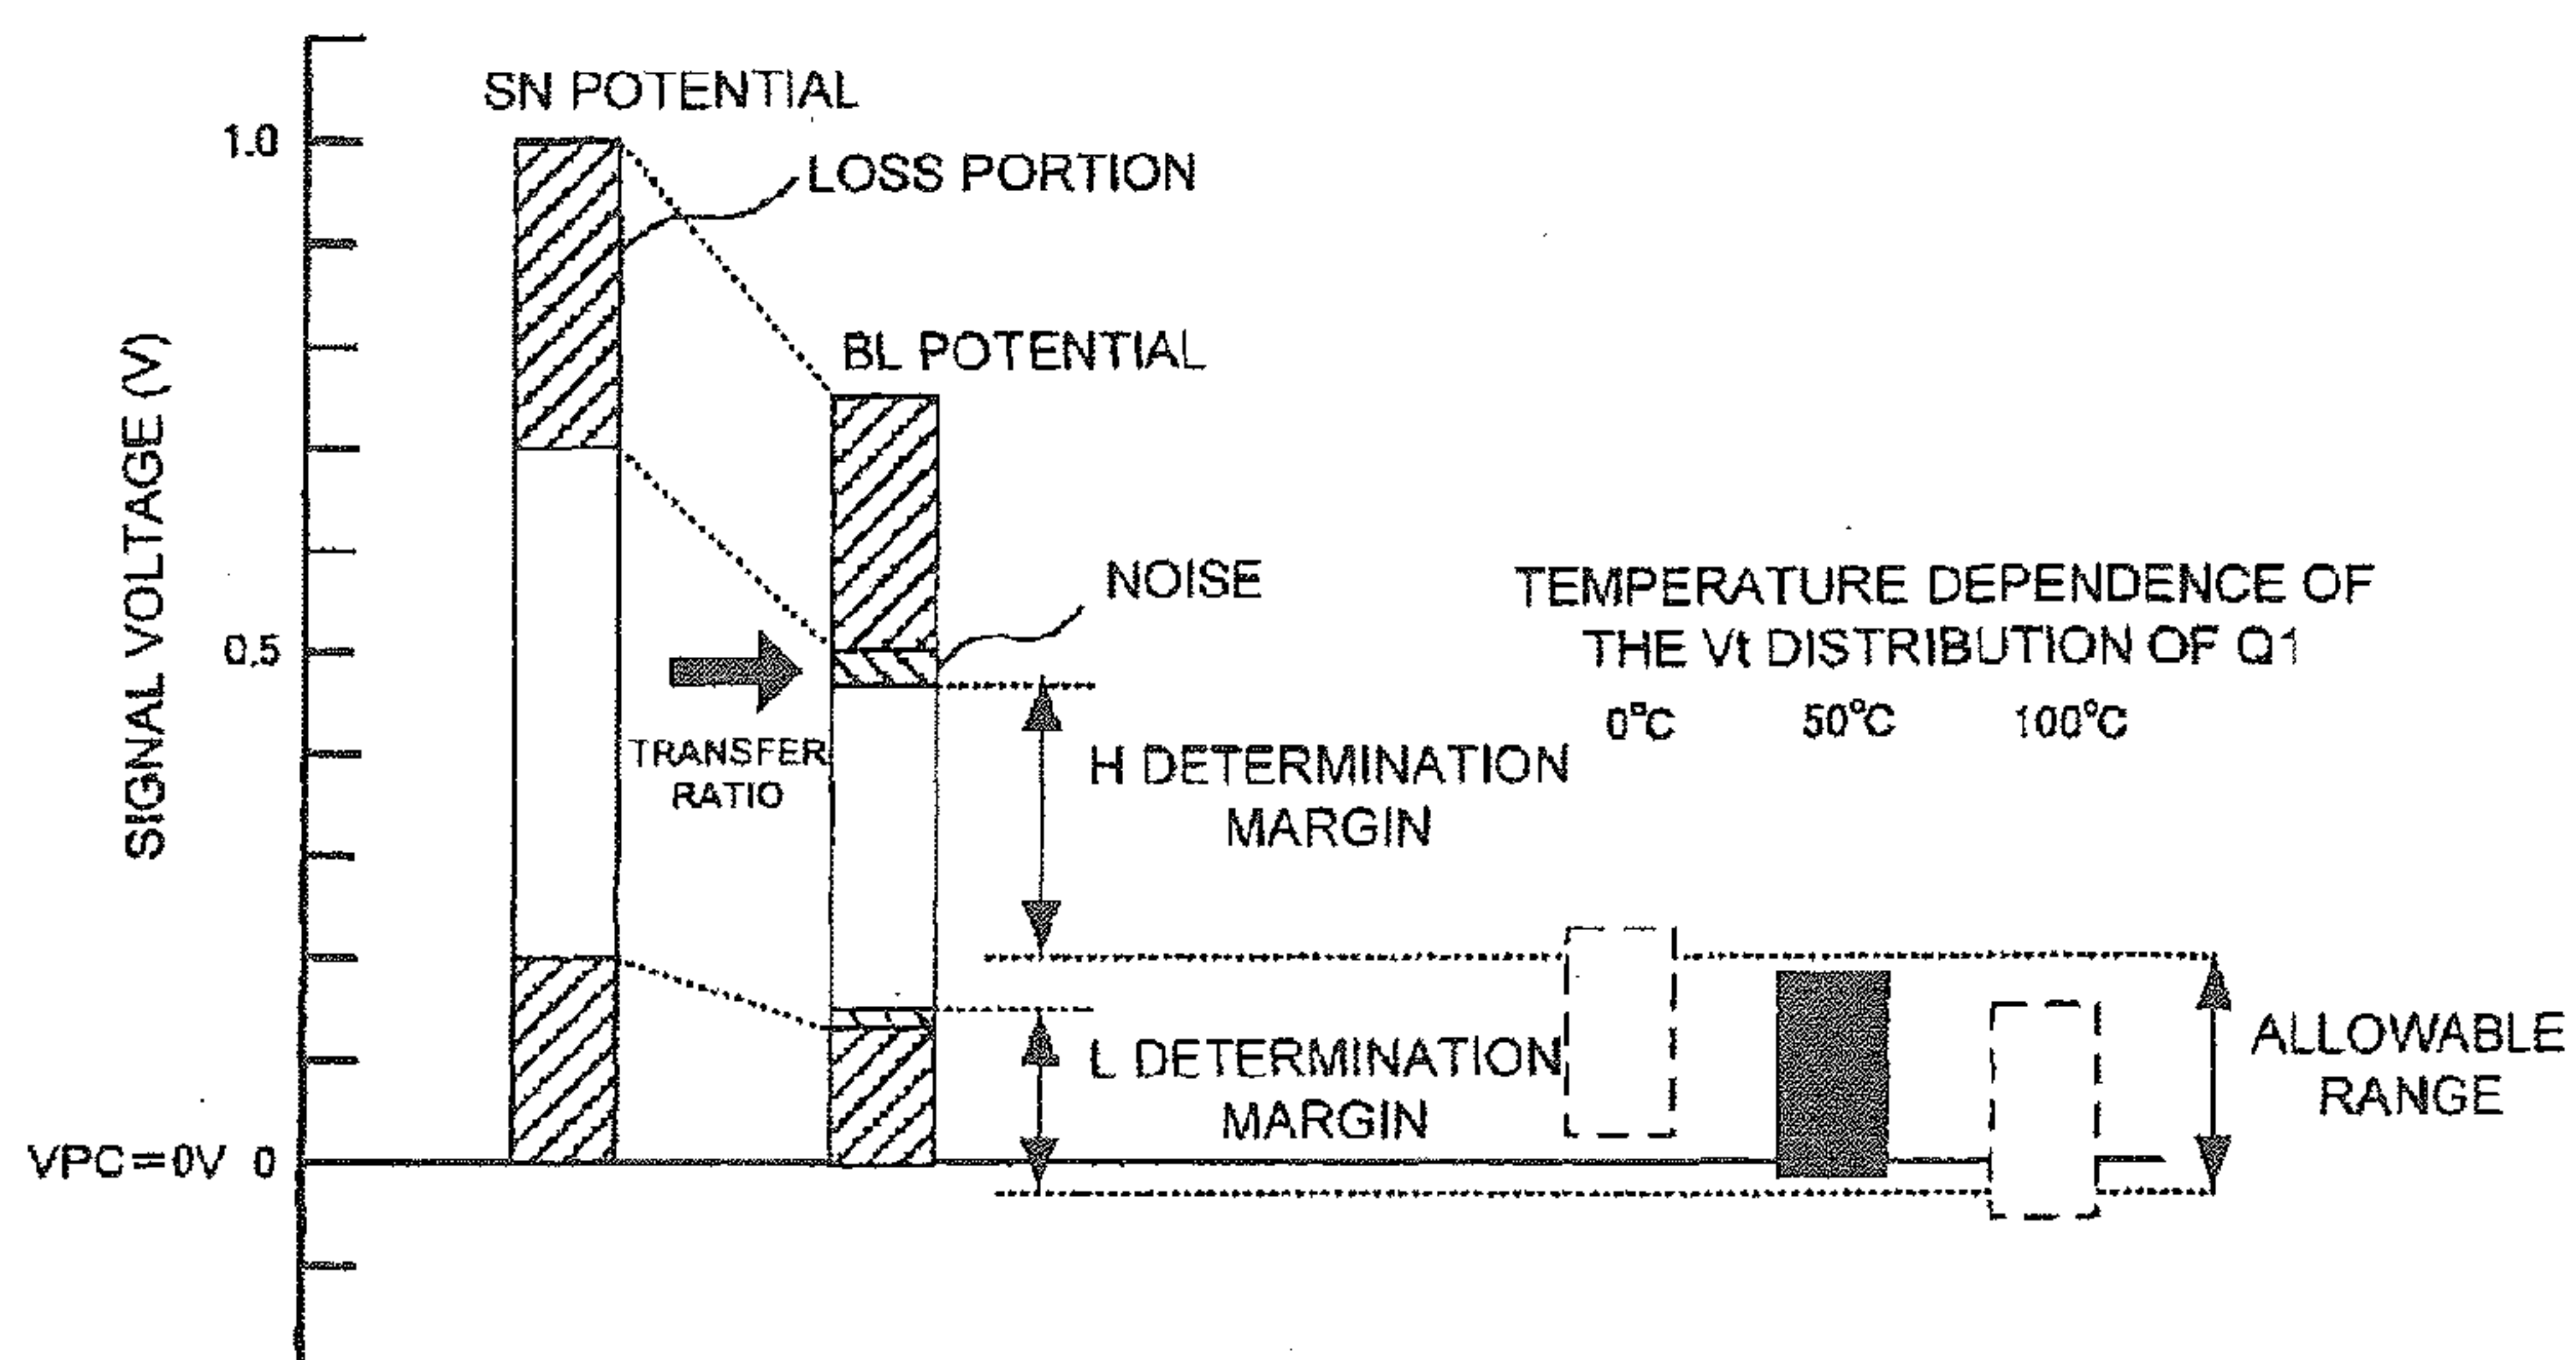 SN POTENTIAL
1.0
LOSS PORTION
BL POTENTIAL
SIGNAL VOLTAGE (V)
NOISE
0.5
TEMPERATURE DEPENDENCE OF
THE Vt DISTRIBUTION OF Q1
0°C 50°C 100°C
TRANSFER
RATIO
H DETERMINATION
MARGIN
L DETERMINATION
MARGIN
ALLOWABLE
RANGE
VPC=0V 0